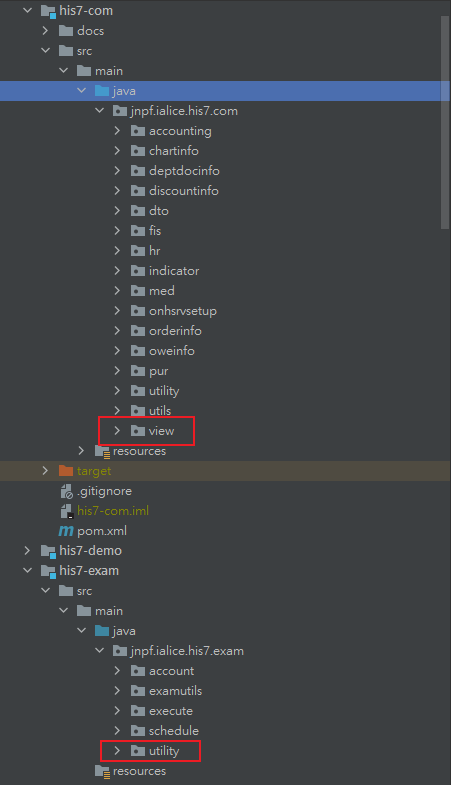 his7-com
docs
src
main
java
jnpf.ialice.his7.com
accounting
chartinfo
deptdocinfo
discountinfo
dto
fis
hr
indicator
med
onhsrvsetup
orderinfo
oweinfo
pur
utility
utils
view
resources
target
.gitignore
his7-com.iml
m pom.xml
his7-demo
his7-exam
src
main
java
jnpf.ialice.his7.exam
account
examutils
execute
schedule
utility
resources